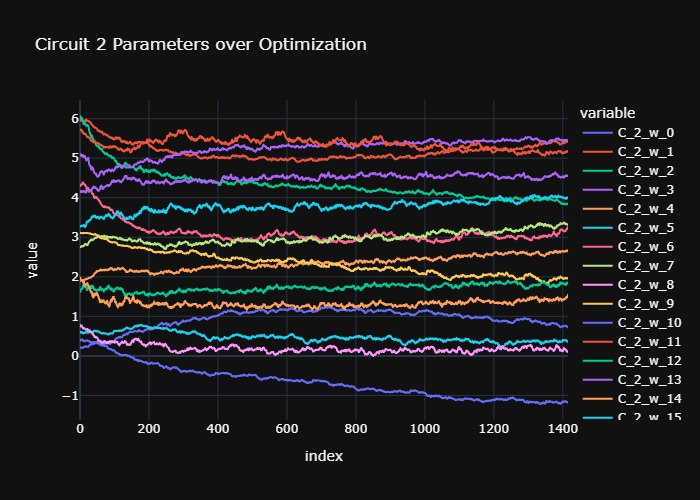 Circuit 2 Parameters over Optimization
variable
C_2_w_0
C_2_w_1
C_2_w_2
C_2_w_3
C_2_w_4
C_2_w_5
C_2_w_6
C_2_w_7
C_2_w_8
C_2_w_9
C_2_w_10
C_2_w_11
C_2_w_12
C_2_w_13
C_2_w_14
C_2_w_15
value
6
5
4
3
2
1
0
−1
0
200
400
600
800
1000
1200
1400
index